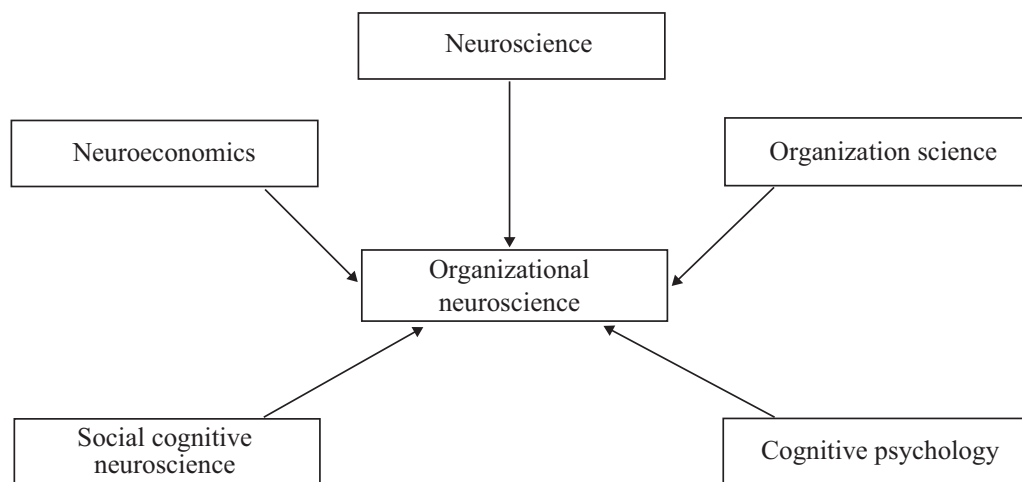 Neuroscience
Neuroeconomics
Organization science
Organizational
neuroscience
Social cognitive
neuroscience
Cognitive psychology